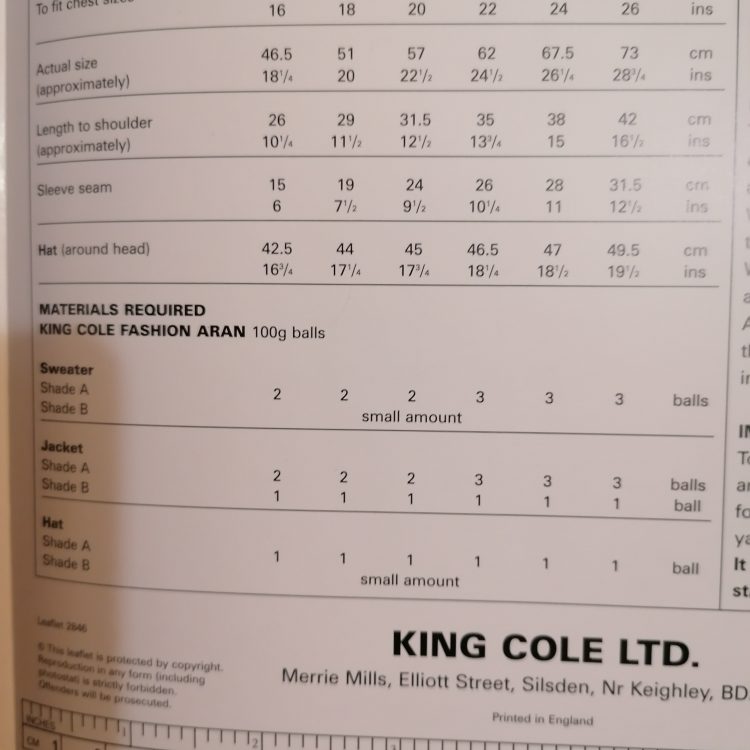 To fit chest sizes 16 18 20 22 24 26 ins
Actual size 46.5 51 57 62 67.5 73 cm
(approximately) 18¼ 20 22½ 24½ 26¼ 28¾ ins
Length to shoulder 26 29 31.5 35 38 42 cm
(approximately) 10¼ 11½ 12½ 13¾ 15 16½ ins
Sleeve seam 15 19 24 26 28 31.5 cm
6 7½ 9½ 10¼ 11 12½ ins
Hat (around head) 42.5 44 45 46.5 47 49.5 cm
16¾ 17¼ 17¾ 18¼ 18½ 19½ ins
MATERIALS REQUIRED
KING COLE FASHION ARAN 100g balls
Sweater
Shade A 2 2 2 3 3 3 balls
Shade B small amount
Jacket
Shade A 2 2 2 3 3 3 balls
Shade B 1 1 1 1 1 1 ball
Hat
Shade A 1 1 1 1 1 1 ball
Shade B small amount
Leaflet 2846
© This leaflet is protected by copyright.
Reproduction in any form (including
photostat) is strictly forbidden.
Offenders will be prosecuted.
KING COLE LTD.
Merrie Mills, Elliott Street, Silsden, Nr Keighley, BD
Printed in England
INCHES 1 2 3
CM 1
It